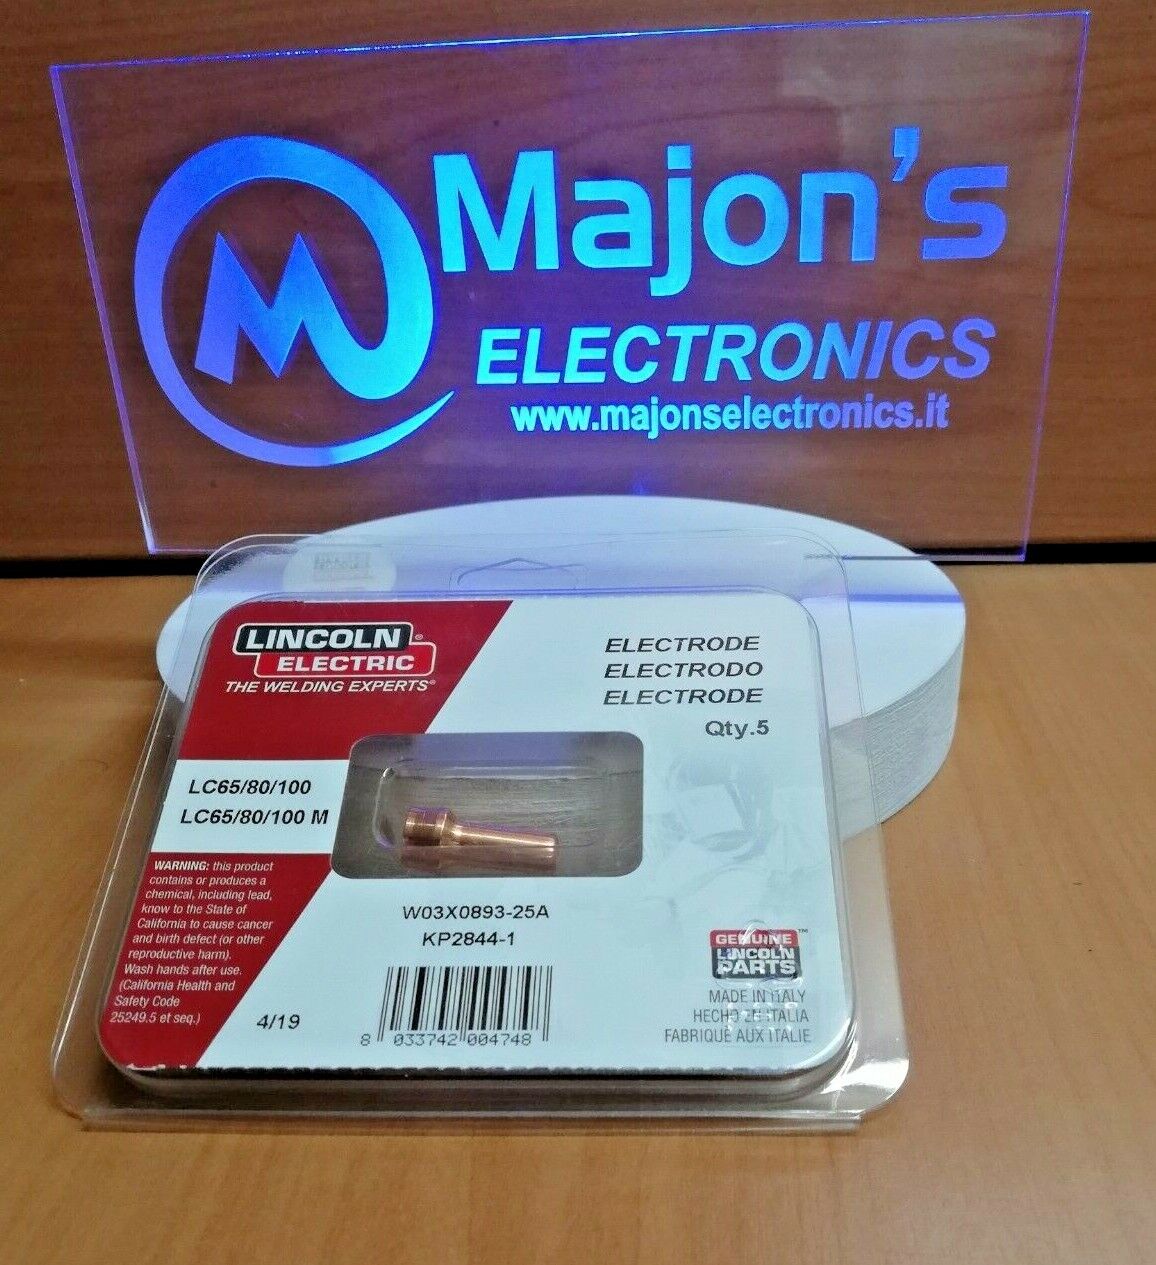 Majon's
ELECTRONICS
www.majonselectronics.it
LINCOLN ®
ELECTRIC
THE WELDING EXPERTS®
ELECTRODE
ELECTRODO
ELECTRODE
Qty.5
LC65/80/100
LC65/80/100 M
WARNING: this product
contains or produces a
chemical, including lead,
know to the State of
California to cause cancer
and birth defect (or other
reproductive harm).
Wash hands after use.
(California Health and
Safety Code
25249.5 et seq.)
4/19
W03X0893-25A
KP2844-1
8 033742 004748
GENUINE ™
LINCOLN
PARTS
MADE IN ITALY
HECHO EN ITALIA
FABRIQUÉ AUX ITALIE